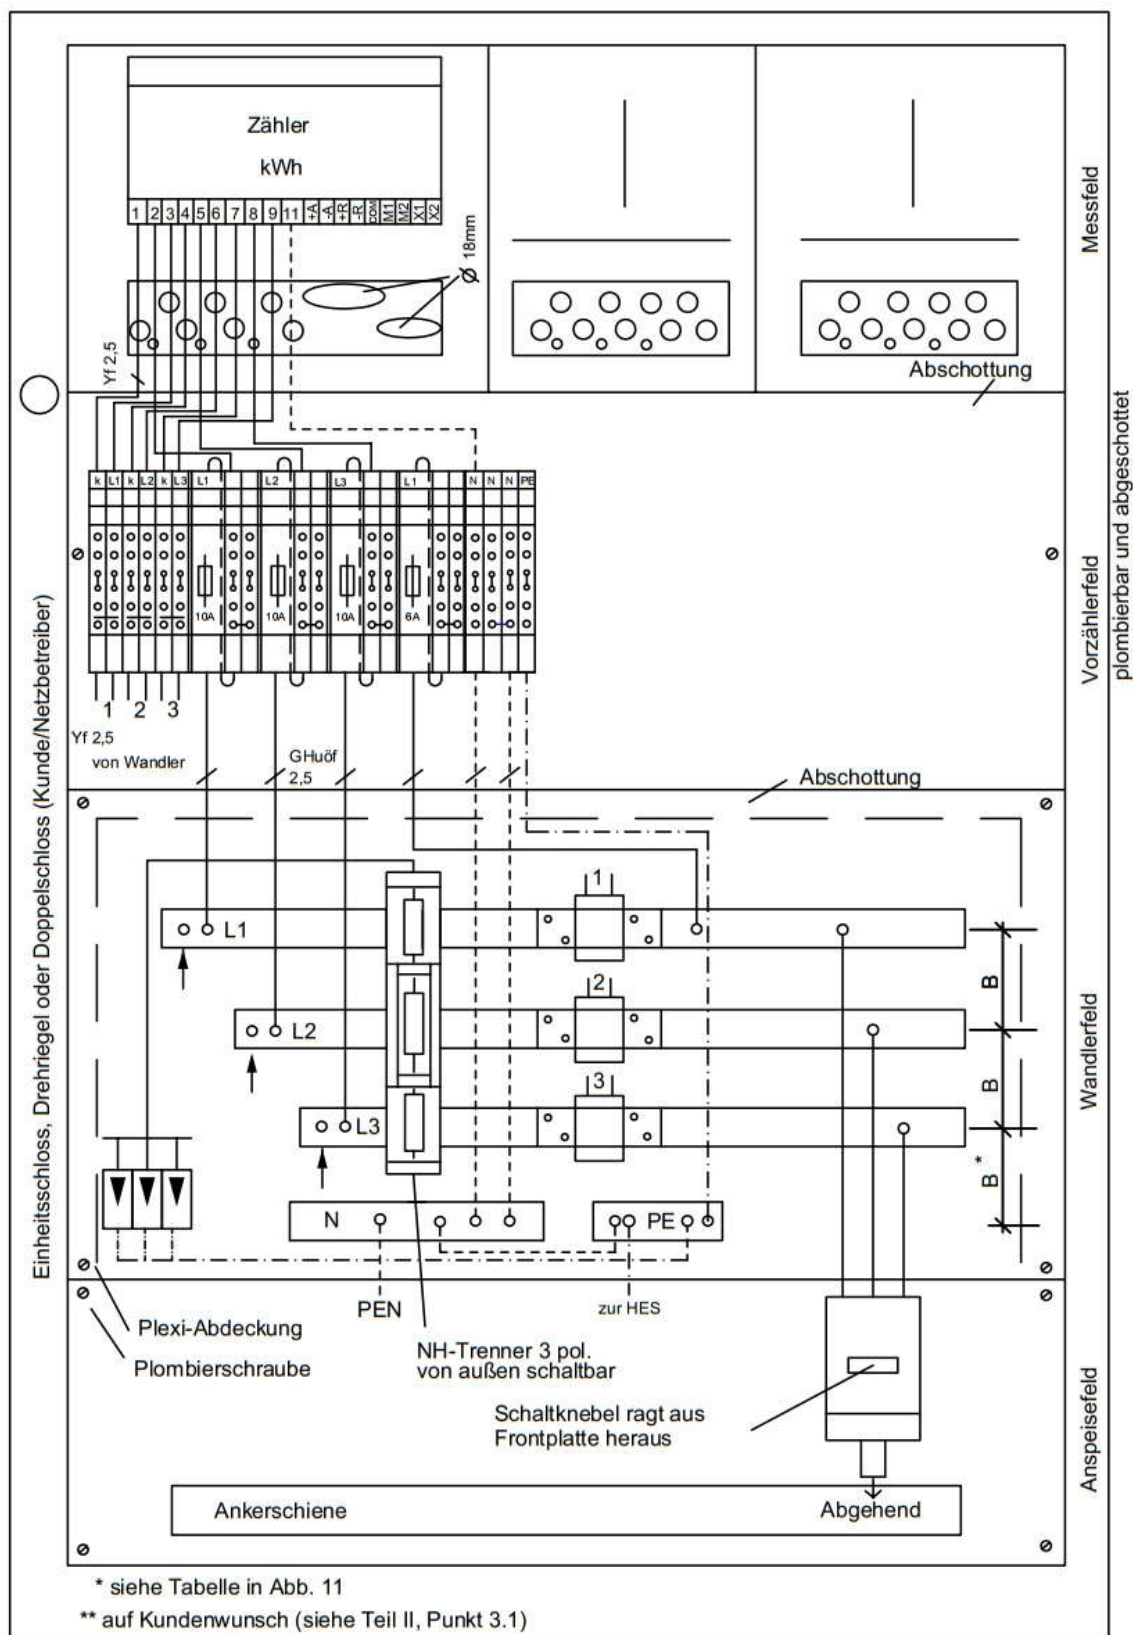 Zähler
kWh
1 2 3 4 5 6 7 8 9 11 +A -A +R -R COM M1 M2 X1 X2
18mm
Messfeld
Yf 2,5
Abschottung
k L1 k L2 k L3 L1 L2 L3 L1 N N N PE
10A 10A 10A 6A
Vorzählerfeld
plombierbar und abgeschottet
1 2 3
Yf 2,5
von Wandler
GHuöf
2,5
Abschottung
Einheitsschloss, Drehriegel oder Doppelschloss (Kunde/Netzbetreiber)
1
L1
B
2
L2
Wandlerfeld
B
3
L3
B *
N
PE
PEN
zur HES
Plexi-Abdeckung
Plombierschraube
NH-Trenner 3 pol.
von außen schaltbar
Schaltknebel ragt aus
Frontplatte heraus
Anspeisefeld
Ankerschiene
Abgehend
* siehe Tabelle in Abb. 11
** auf Kundenwunsch (siehe Teil II, Punkt 3.1)